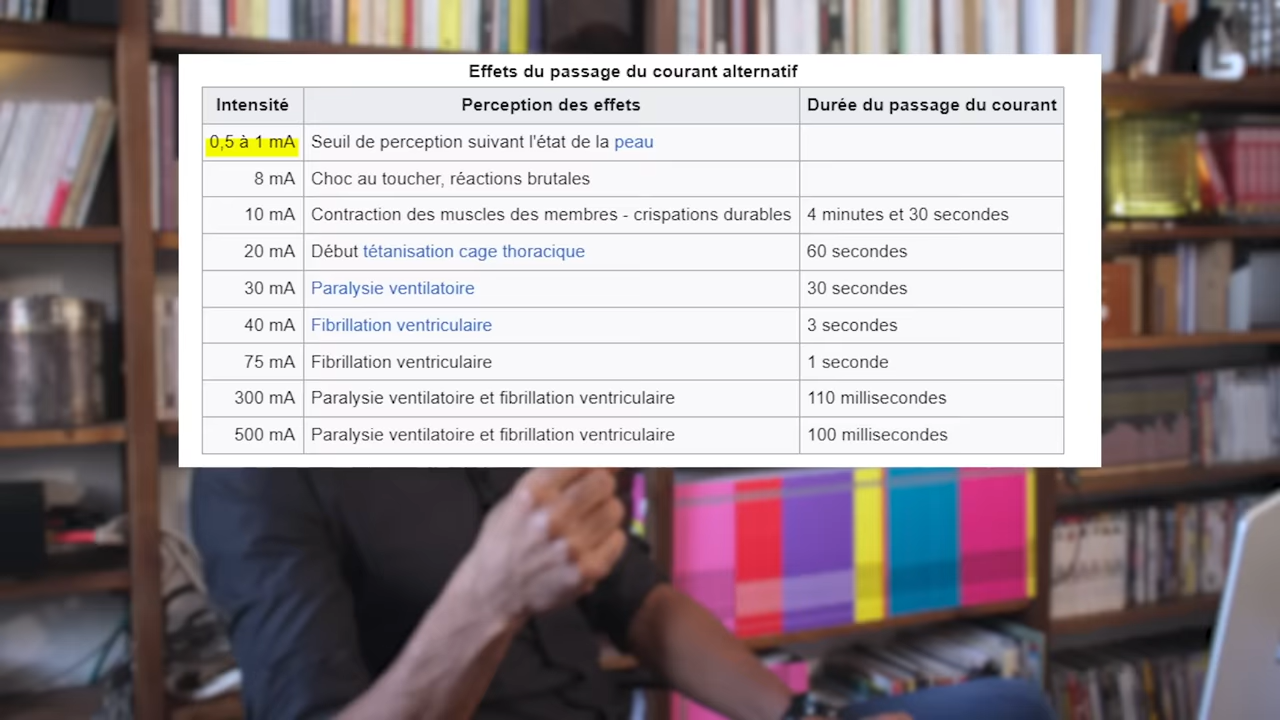 Effets du passage du courant alternatif
Intensité Perception des effets Durée du passage du courant
0,5 à 1 mA Seuil de perception suivant l'état de la peau
8 mA Choc au toucher, réactions brutales
10 mA Contraction des muscles des membres - crispations durables 4 minutes et 30 secondes
20 mA Début tétanisation cage thoracique 60 secondes
30 mA Paralysie ventilatoire 30 secondes
40 mA Fibrillation ventriculaire 3 secondes
75 mA Fibrillation ventriculaire 1 seconde
300 mA Paralysie ventilatoire et fibrillation ventriculaire 110 millisecondes
500 mA Paralysie ventilatoire et fibrillation ventriculaire 100 millisecondes